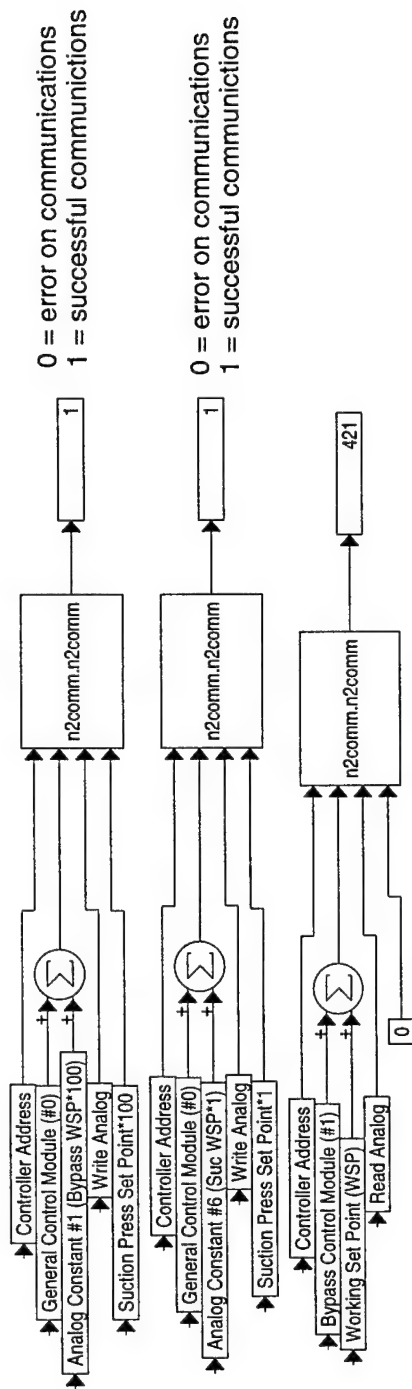 Controller Address
General Control Module (#0)
Analog Constant #1 (Bypass WSP*100)
Write Analog
Suction Press Set Point*100
+
+
Σ
n2comm.n2comm
1
0 = error on communications
1 = successful communictions
Controller Address
General Control Module (#0)
Analog Constant #6 (Suc WSP*1)
Write Analog
Suction Press Set Point*1
+
+
Σ
n2comm.n2comm
1
0 = error on communications
1 = successful communications
Controller Address
Bypass Control Module (#1)
Working Set Point (WSP)
Read Analog
0
+
+
Σ
n2comm.n2comm
421